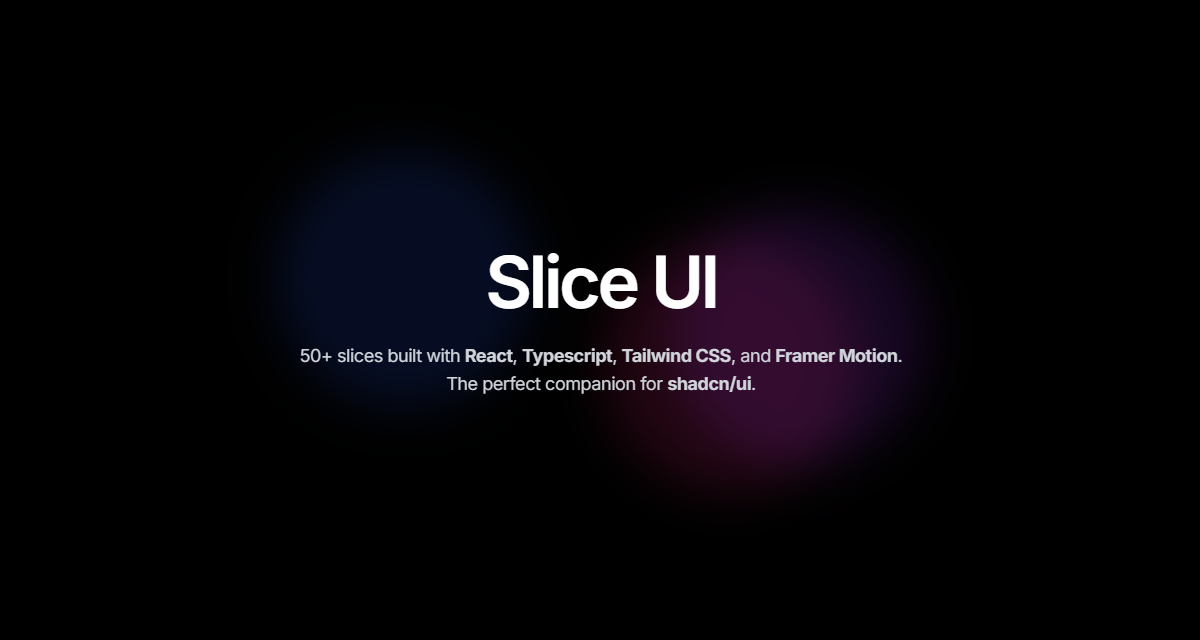 Slice UI
50+ slices built with React, Typescript, Tailwind CSS, and Framer Motion.
The perfect companion for shadcn/ui.